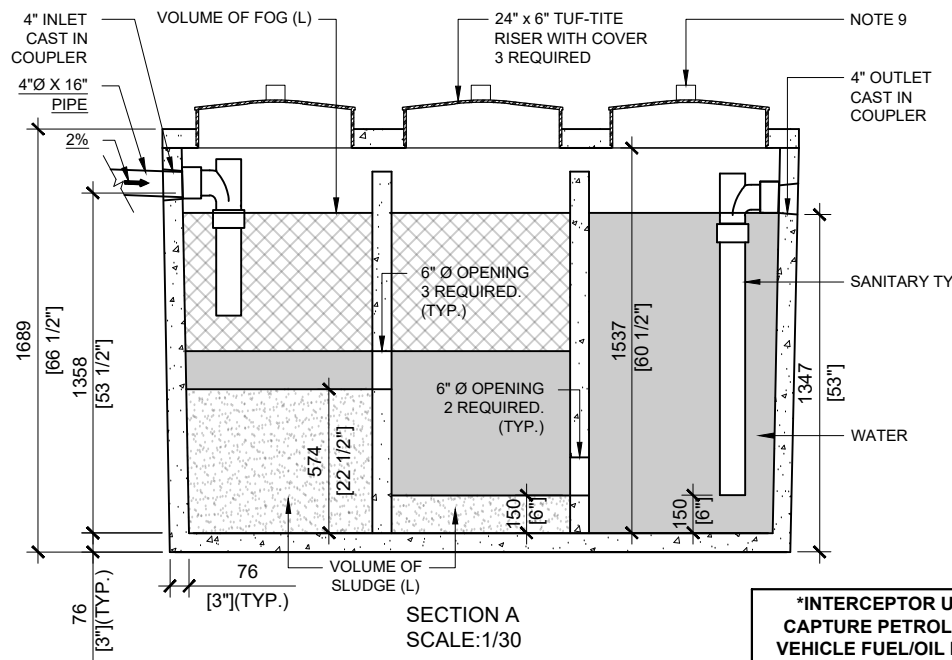 4" INLET
CAST IN
COUPLER
4"Ø X 16"
PIPE
2%
VOLUME OF FOG (L)
24" x 6" TUF-TITE
RISER WITH COVER
3 REQUIRED
NOTE 9
4" OUTLET
CAST IN
COUPLER
6" Ø OPENING
3 REQUIRED.
(TYP.)
SANITARY TY
1689
[66 1/2"]
1358
[53 1/2"]
1537
[60 1/2"]
1347
[53"]
6" Ø OPENING
2 REQUIRED.
(TYP.)
WATER
574
[22 1/2"]
150
[6"]
150
[6"]
76
[3"](TYP.)
76
[3"](TYP.)
VOLUME OF
SLUDGE (L)
SECTION A
SCALE:1/30
*INTERCEPTOR U
CAPTURE PETROL
VEHICLE FUEL/OIL